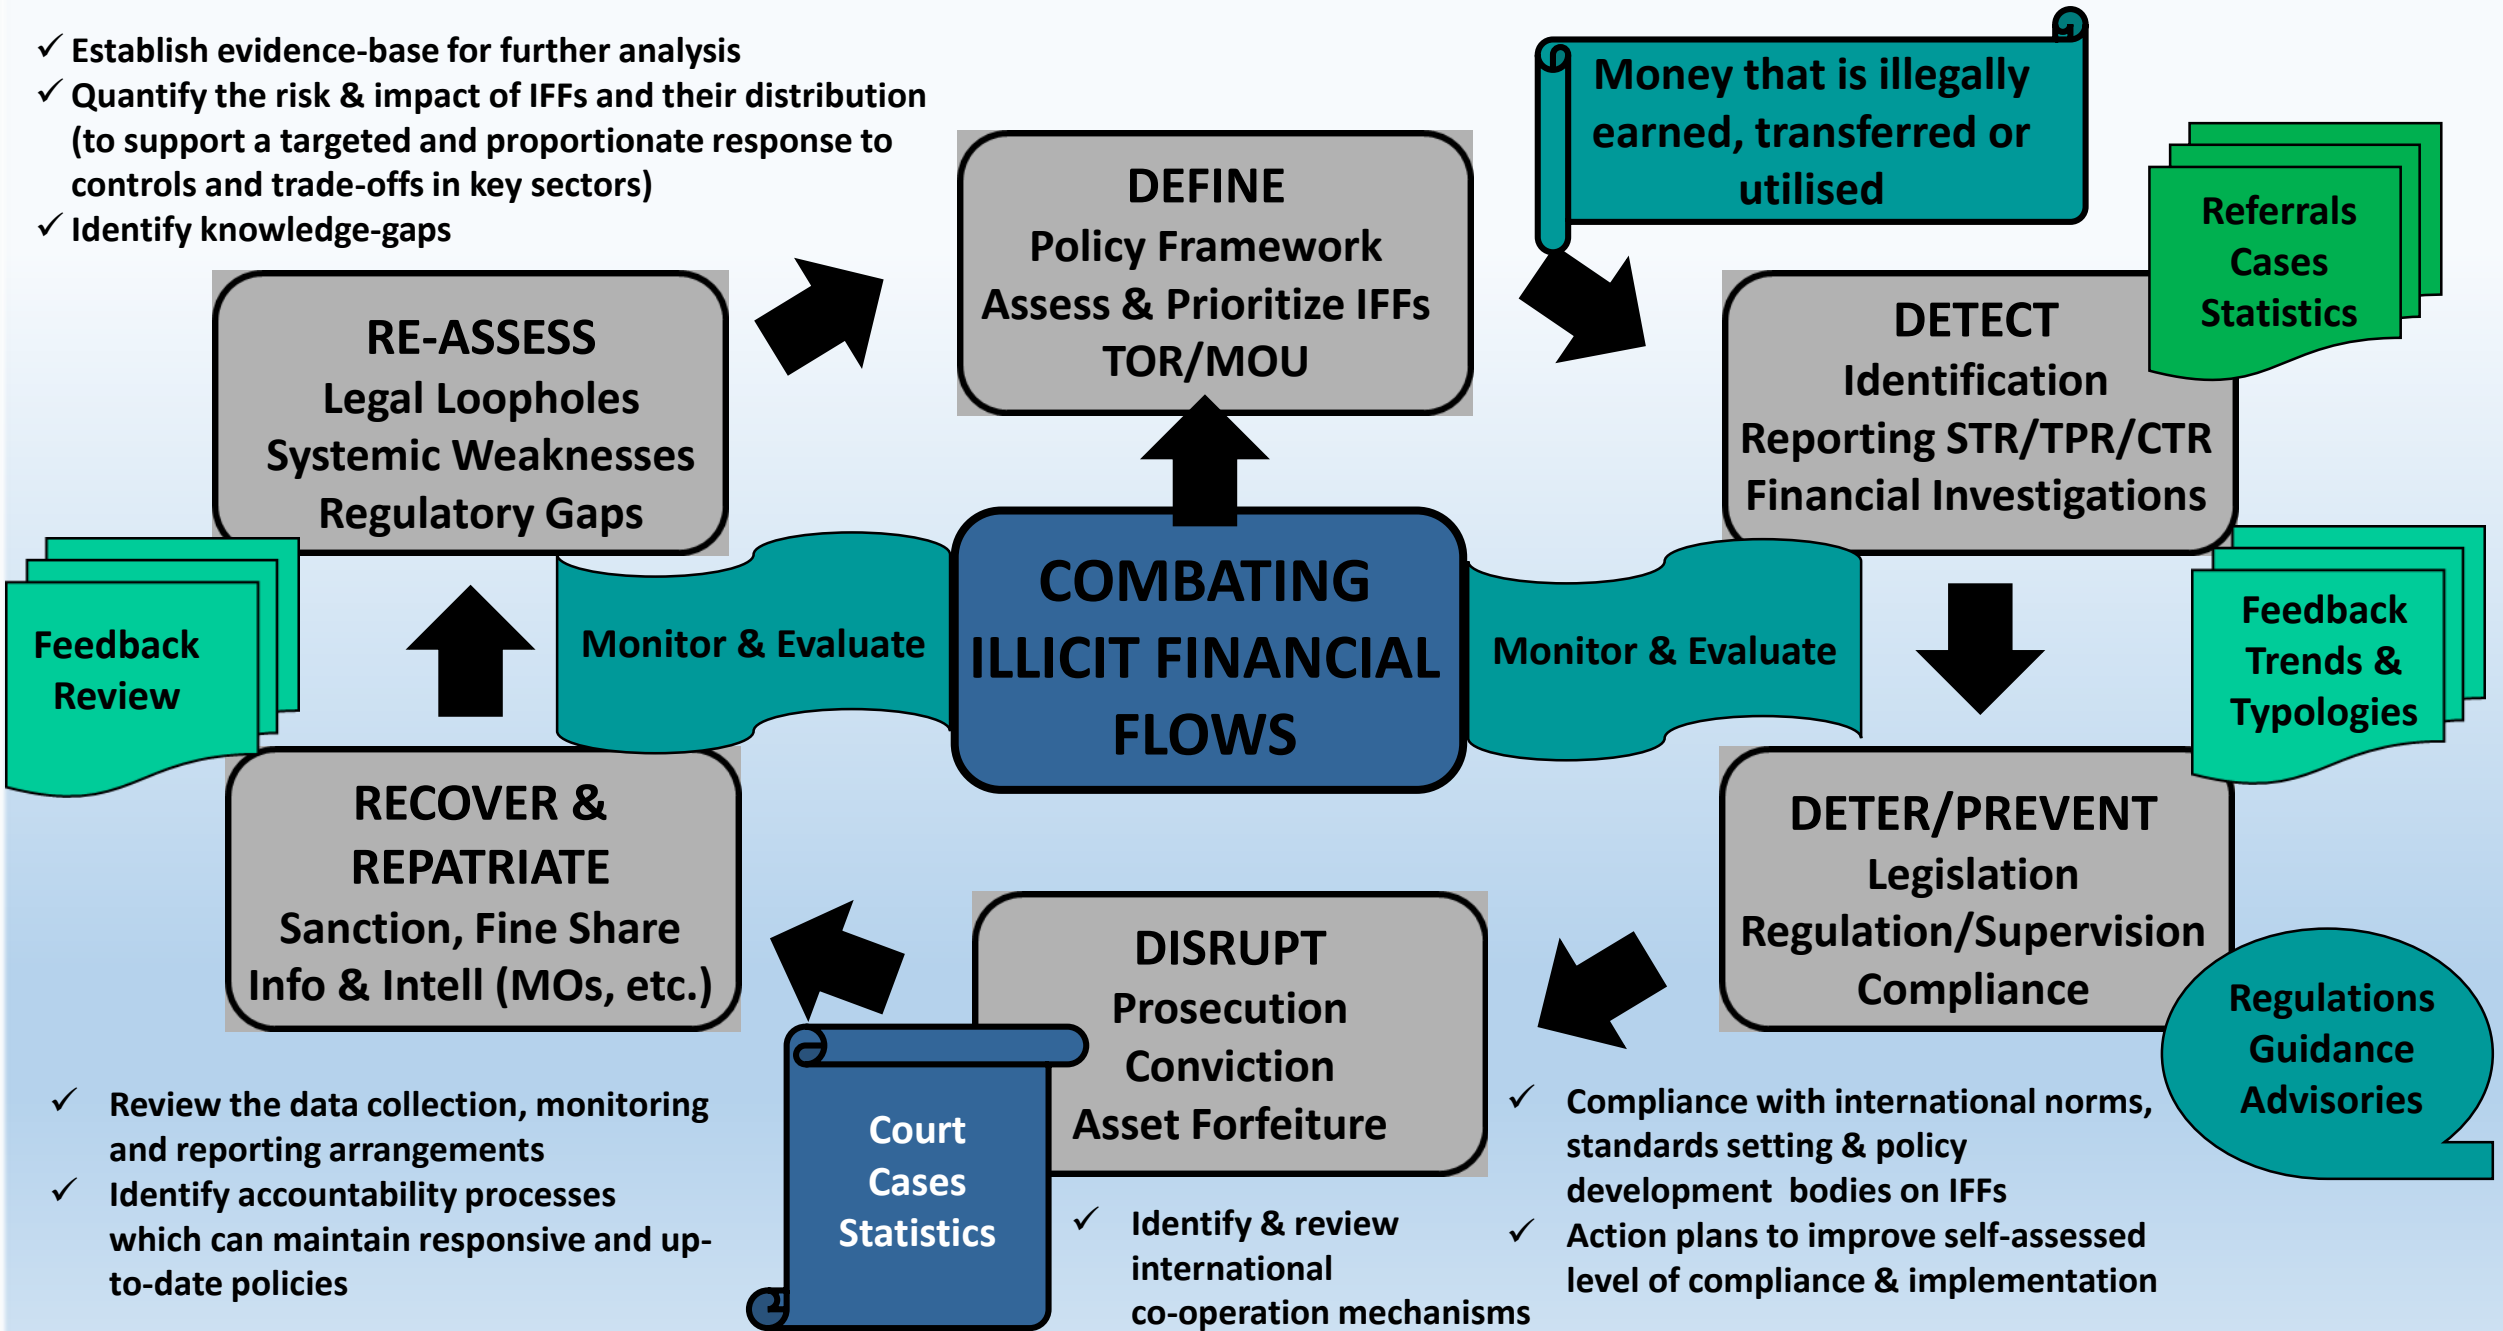 ✓ Establish evidence-base for further analysis
✓ Quantify the risk & impact of IFFs and their distribution
(to support a targeted and proportionate response to
controls and trade-offs in key sectors)
✓ Identify knowledge-gaps
Money that is illegally
earned, transferred or
utilised
DEFINE
Policy Framework
Assess & Prioritize IFFs
TOR/MOU
Referrals
Cases
Statistics
DETECT
Identification
Reporting STR/TPR/CTR
Financial Investigations
RE-ASSESS
Legal Loopholes
Systemic Weaknesses
Regulatory Gaps
Feedback
Review
Monitor & Evaluate
COMBATING
ILLICIT FINANCIAL
FLOWS
Monitor & Evaluate
Feedback
Trends &
Typologies
RECOVER &
REPATRIATE
Sanction, Fine Share
Info & Intell (MOs, etc.)
DISRUPT
Prosecution
Conviction
Asset Forfeiture
DETER/PREVENT
Legislation
Regulation/Supervision
Compliance
Regulations
Guidance
Advisories
✓ Review the data collection, monitoring
and reporting arrangements
✓ Identify accountability processes
which can maintain responsive and up-
to-date policies
Court
Cases
Statistics
✓ Identify & review
international
co-operation mechanisms
✓ Compliance with international norms,
standards setting & policy
development bodies on IFFs
✓ Action plans to improve self-assessed
level of compliance & implementation